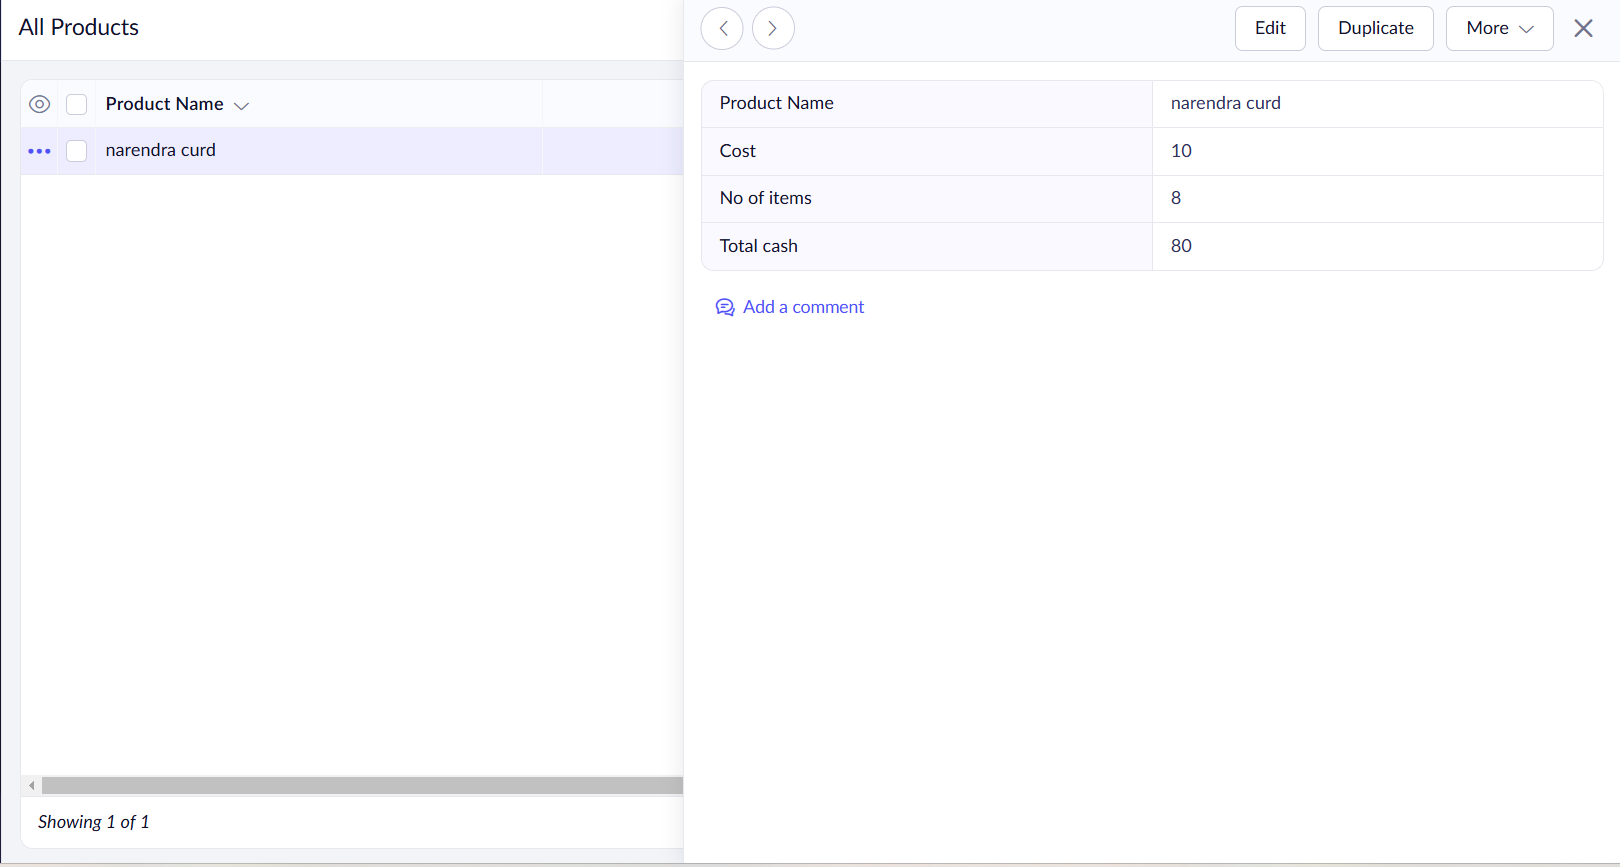 All Products
Edit
Duplicate
More
Product Name
narendra curd
Product Name narendra curd
Cost 10
No of items 8
Total cash 80
Add a comment
Showing 1 of 1